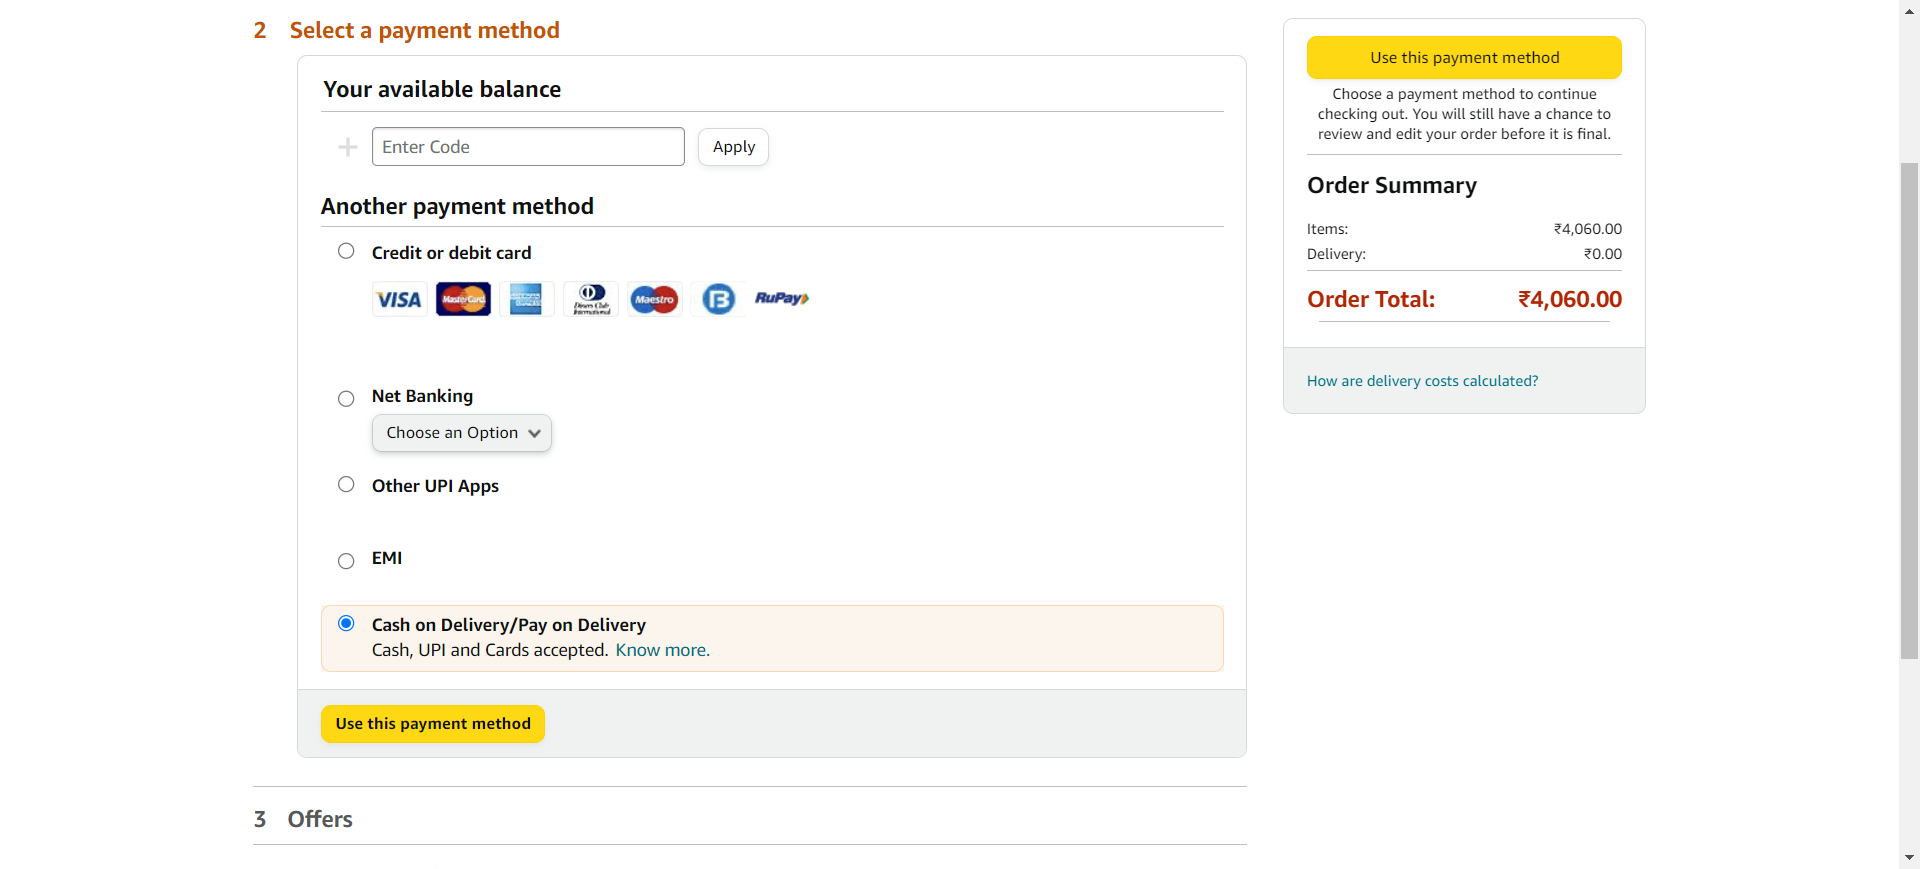 2 Select a payment method
Your available balance
Enter Code
Apply
Another payment method
Credit or debit card
VISA
MasterCard
Diners Club
International
Maestro
RuPay
Net Banking
Choose an Option
Other UPI Apps
EMI
Cash on Delivery/Pay on Delivery
Cash, UPI and Cards accepted. Know more.
Use this payment method
3 Offers
Use this payment method
Choose a payment method to continue
checking out. You will still have a chance to
review and edit your order before it is final.
Order Summary
Items: ₹4,060.00
Delivery: ₹0.00
Order Total: ₹4,060.00
How are delivery costs calculated?